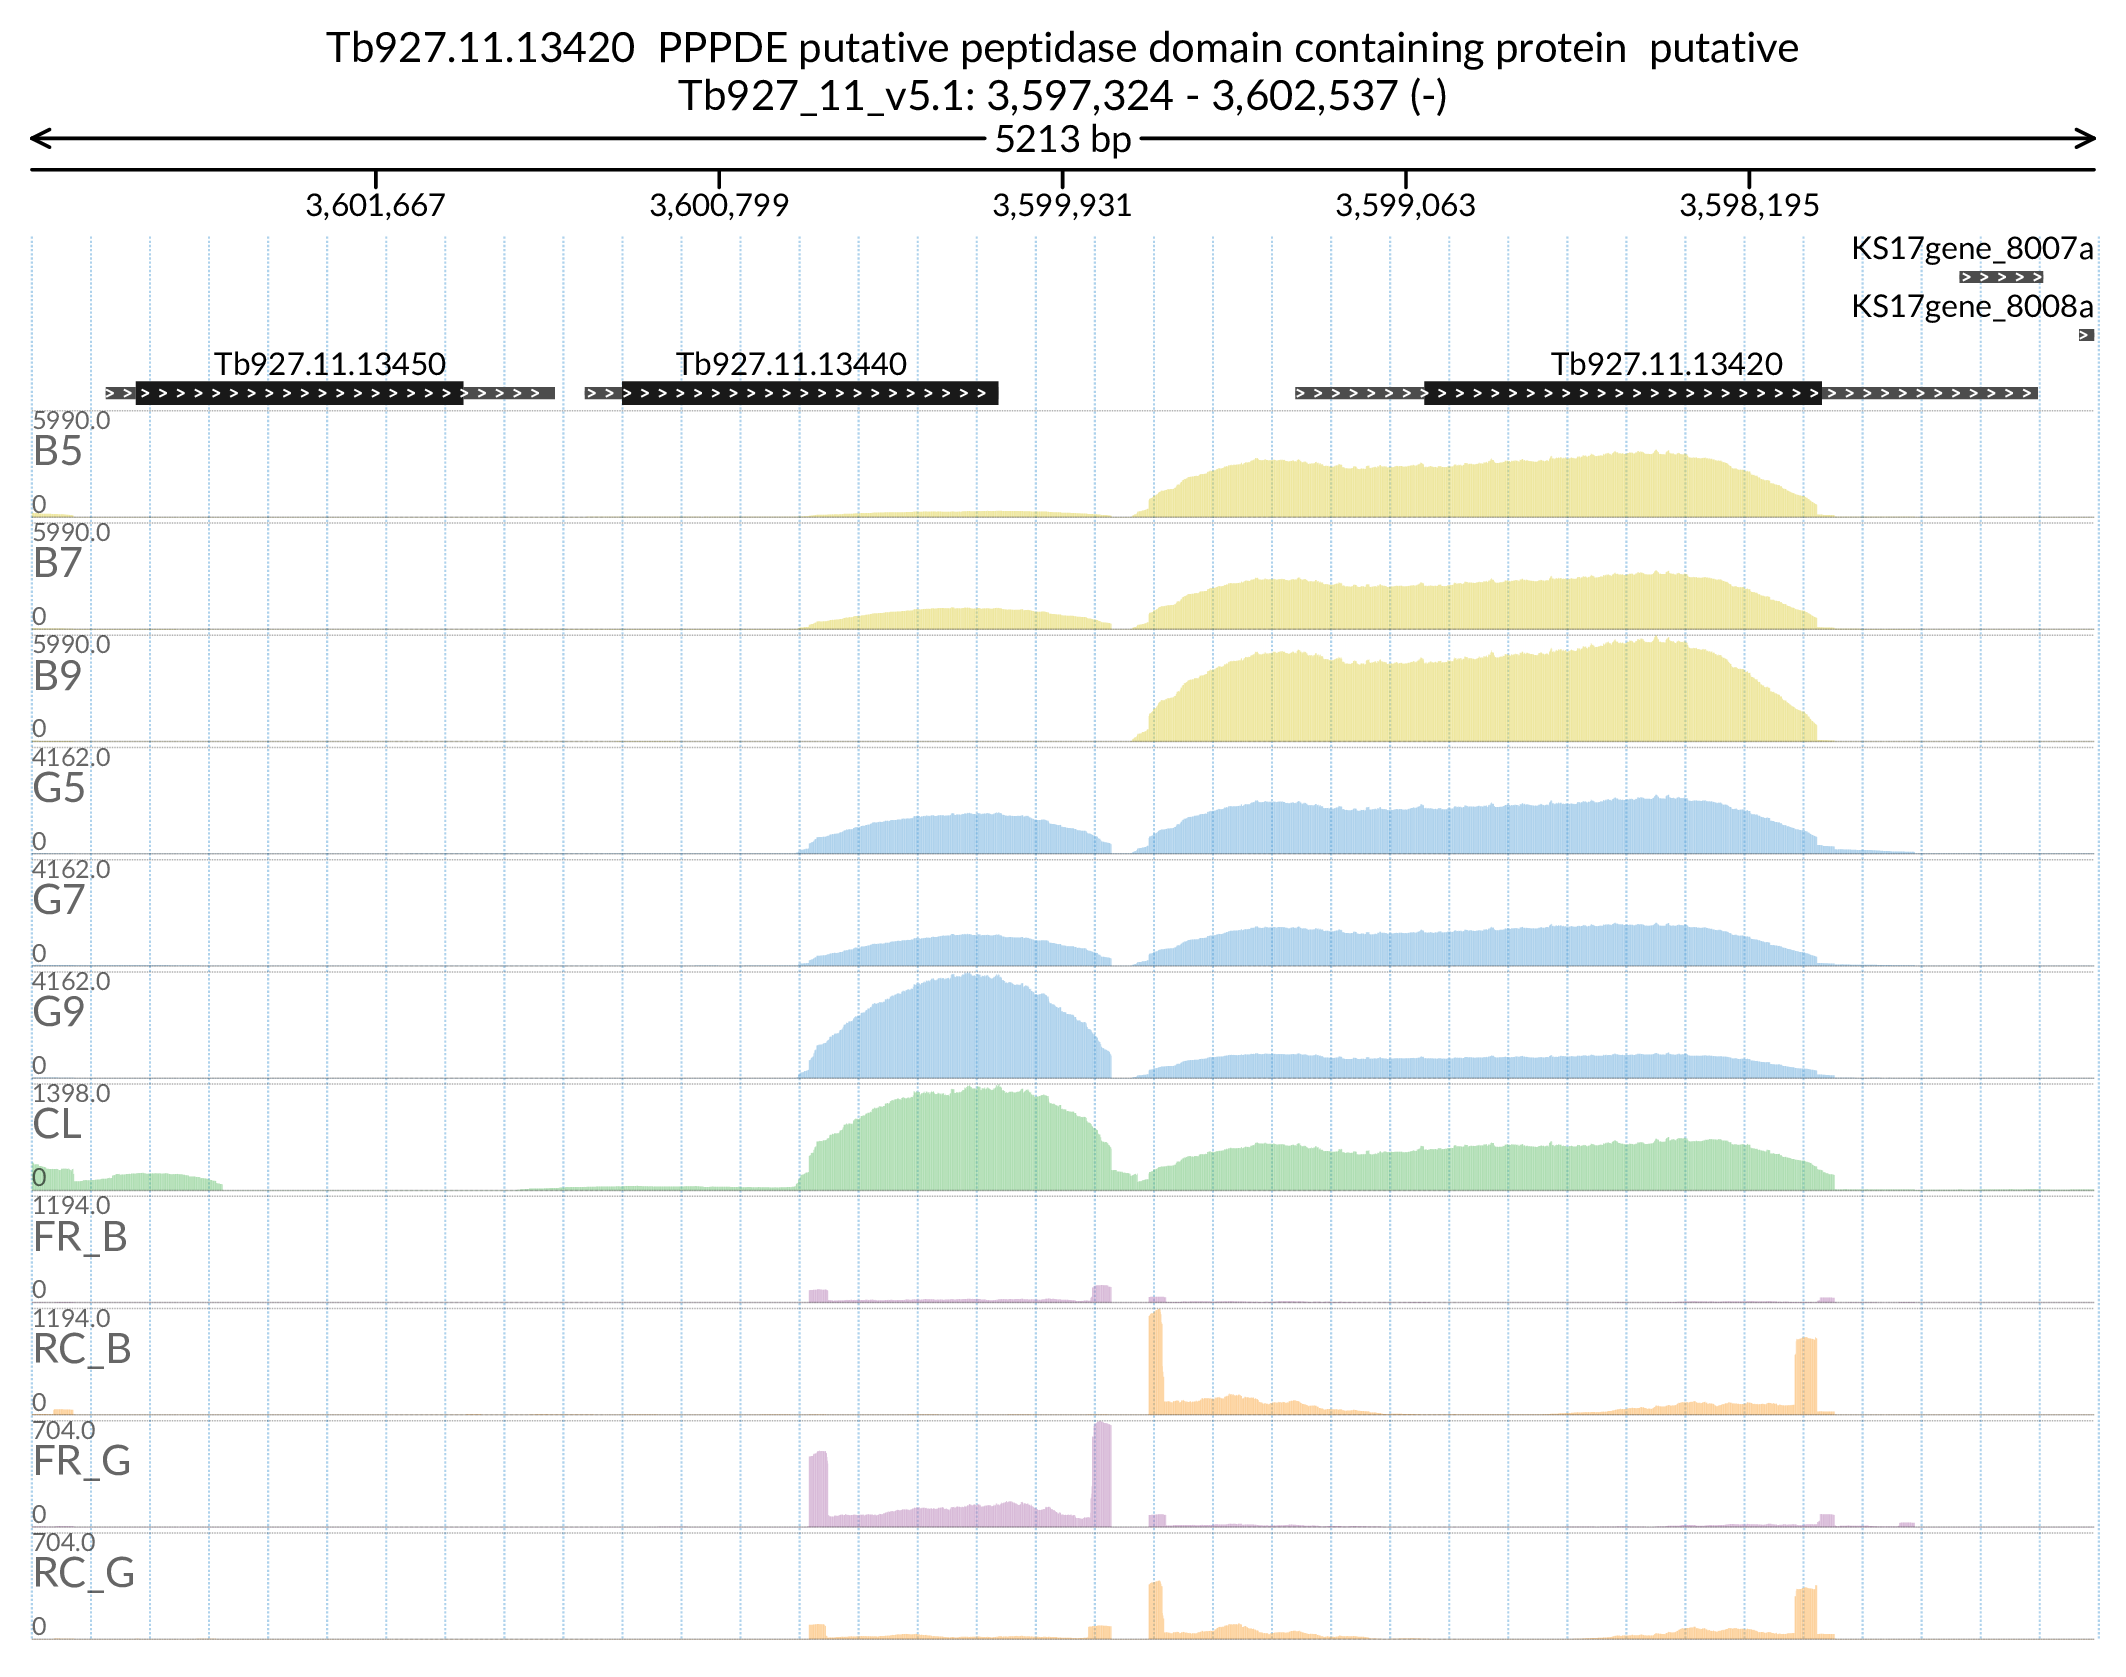 Tb927.11.13420  PPPDE putative peptidase domain containing protein  putative
Tb927_11_v5.1: 3,597,324 - 3,602,537 (-)
5213 bp
3,601,667 3,600,799 3,599,931 3,599,063 3,598,195
KS17gene_8007a
KS17gene_8008a
Tb927.11.13450 Tb927.11.13440 Tb927.11.13420
5990.0
B5
0
5990.0
B7
0
5990.0
B9
0
4162.0
G5
0
4162.0
G7
0
4162.0
G9
0
1398.0
CL
0
1194.0
FR_B
0
1194.0
RC_B
0
704.0
FR_G
0
704.0
RC_G
0